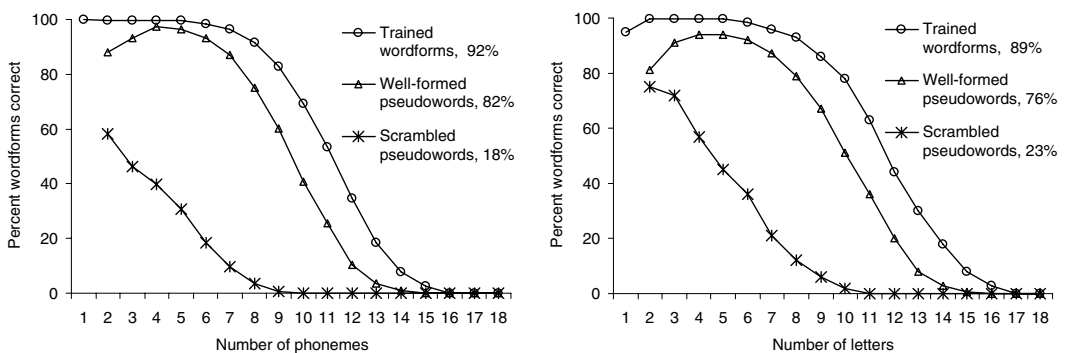 100
80
60
40
20
0
Percent wordforms correct
1 2 3 4 5 6 7 8 9 10 11 12 13 14 15 16 17 18
Number of phonemes
Trained
wordforms, 92%
Well-formed
pseudowords, 82%
Scrambled
pseudowords, 18%
100
80
60
40
20
0
Percent wordforms correct
1 2 3 4 5 6 7 8 9 10 11 12 13 14 15 16 17 18
Number of letters
Trained
wordforms, 89%
Well-formed
pseudowords, 76%
Scrambled
pseudowords, 23%